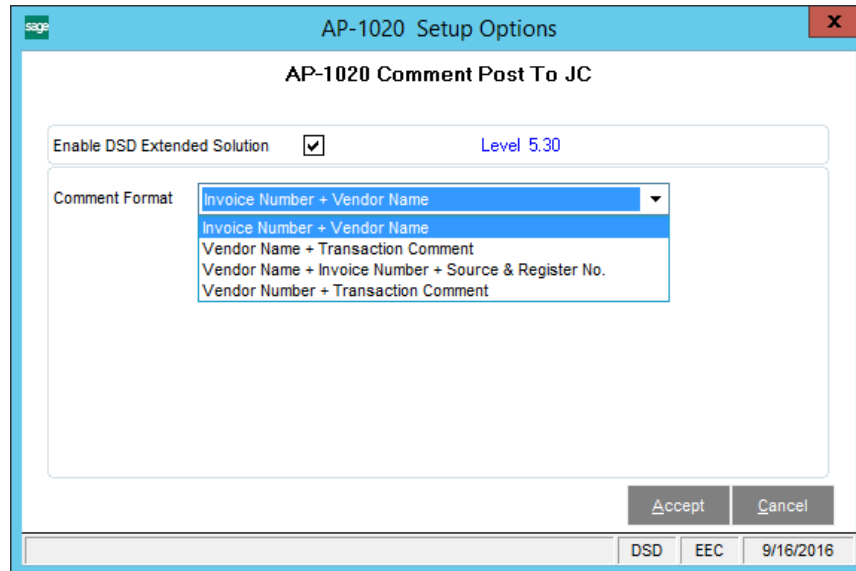 sage
AP-1020 Setup Options
X
AP-1020 Comment Post To JC
Enable DSD Extended Solution
Level 5.30
Comment Format
Invoice Number + Vendor Name
Invoice Number + Vendor Name
Vendor Name + Transaction Comment
Vendor Name + Invoice Number + Source & Register No.
Vendor Number + Transaction Comment
Accept
Cancel
DSD
EEC
9/16/2016